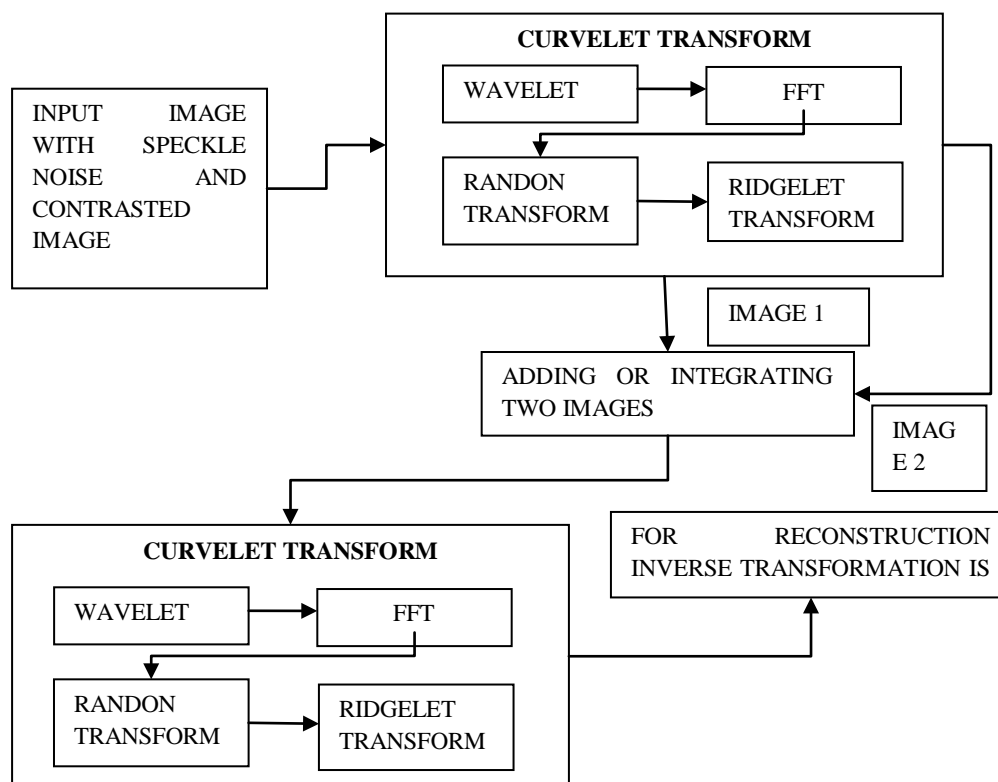 CURVELET TRANSFORM
WAVELET
FFT
INPUT IMAGE
WITH SPECKLE
NOISE AND
CONTRASTED
IMAGE
RANDON
TRANSFORM
RIDGELET
TRANSFORM
IMAGE 1
ADDING OR INTEGRATING
TWO IMAGES
IMAG
E 2
CURVELET TRANSFORM
WAVELET
FFT
RANDON
TRANSFORM
RIDGELET
TRANSFORM
FOR RECONSTRUCTION
INVERSE TRANSFORMATION IS